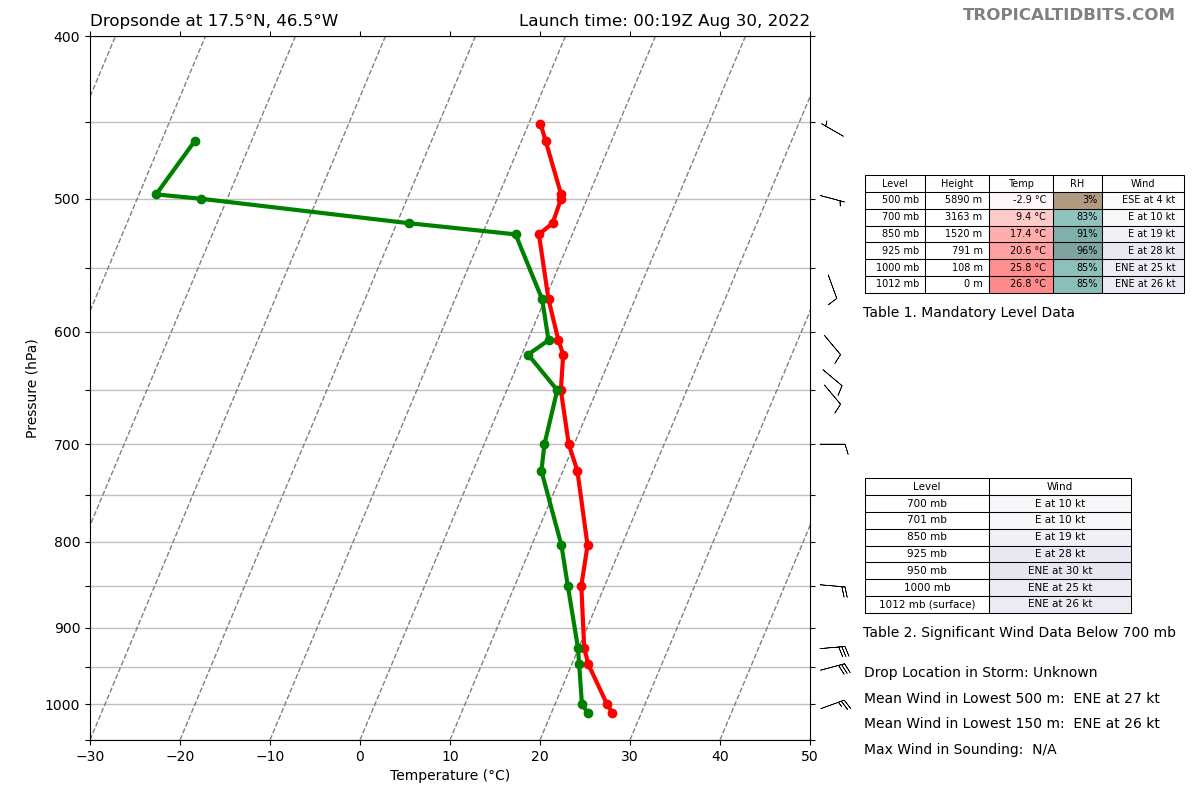 Dropsonde at 17.5°N, 46.5°W
Launch time: 00:19Z Aug 30, 2022
TROPICALTIDBITS.COM
400
500
600
700
800
900
1000
Pressure (hPa)
−30 −20 −10 0 10 20 30 40 50
Temperature (°C)
Level Height Temp RH Wind
500 mb 5890 m -2.9 °C 3% ESE at 4 kt
700 mb 3163 m 9.4 °C 83% E at 10 kt
850 mb 1520 m 17.4 °C 91% E at 19 kt
925 mb 791 m 20.6 °C 96% E at 28 kt
1000 mb 108 m 25.8 °C 85% ENE at 25 kt
1012 mb 0 m 26.8 °C 85% ENE at 26 kt
Table 1. Mandatory Level Data
Level Wind
700 mb E at 10 kt
701 mb E at 10 kt
850 mb E at 19 kt
925 mb E at 28 kt
950 mb ENE at 30 kt
1000 mb ENE at 25 kt
1012 mb (surface) ENE at 26 kt
Table 2. Significant Wind Data Below 700 mb
Drop Location in Storm: Unknown
Mean Wind in Lowest 500 m: ENE at 27 kt
Mean Wind in Lowest 150 m: ENE at 26 kt
Max Wind in Sounding: N/A